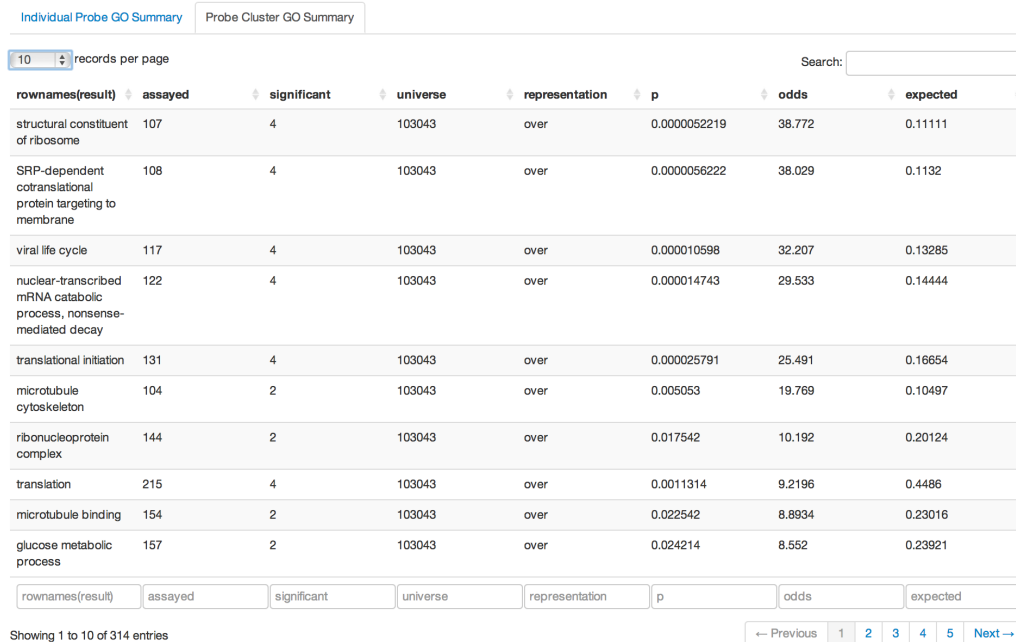 Individual Probe GO Summary Probe Cluster GO Summary
10 records per page Search:
rownames(result) assayed significant universe representation p odds expected
structural constituent 107 4 103043 over 0.0000052219 38.772 0.11111
of ribosome
SRP-dependent 108 4 103043 over 0.0000056222 38.029 0.1132
cotranslational
protein targeting to
membrane
viral life cycle 117 4 103043 over 0.000010598 32.207 0.13285
nuclear-transcribed 122 4 103043 over 0.000014743 29.533 0.14444
mRNA catabolic
process, nonsense-
mediated decay
translational initiation 131 4 103043 over 0.000025791 25.491 0.16654
microtubule 104 2 103043 over 0.005053 19.769 0.10497
cytoskeleton
ribonucleoprotein 144 2 103043 over 0.017542 10.192 0.20124
complex
translation 215 4 103043 over 0.0011314 9.2196 0.4486
microtubule binding 154 2 103043 over 0.022542 8.8934 0.23016
glucose metabolic 157 2 103043 over 0.024214 8.552 0.23921
process
rownames(result) assayed significant universe representation p odds expected
Showing 1 to 10 of 314 entries ← Previous 1 2 3 4 5 Next →